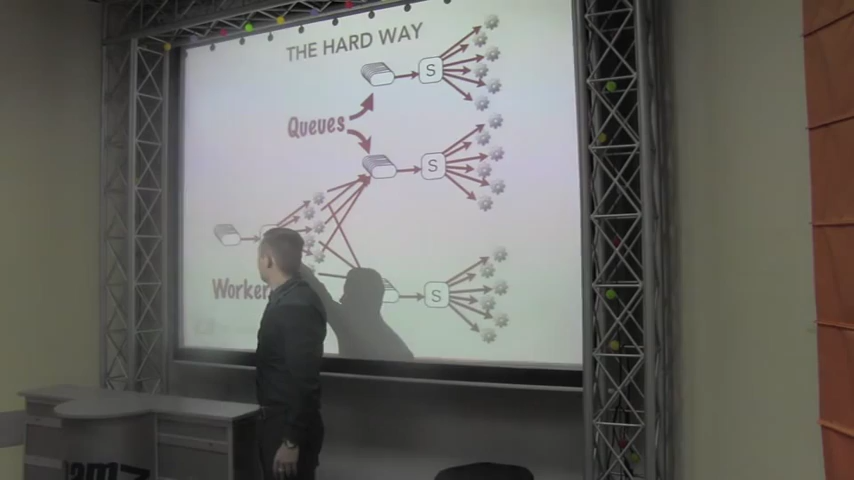 THE HARD WAY
S
Queues
S
Worker
S